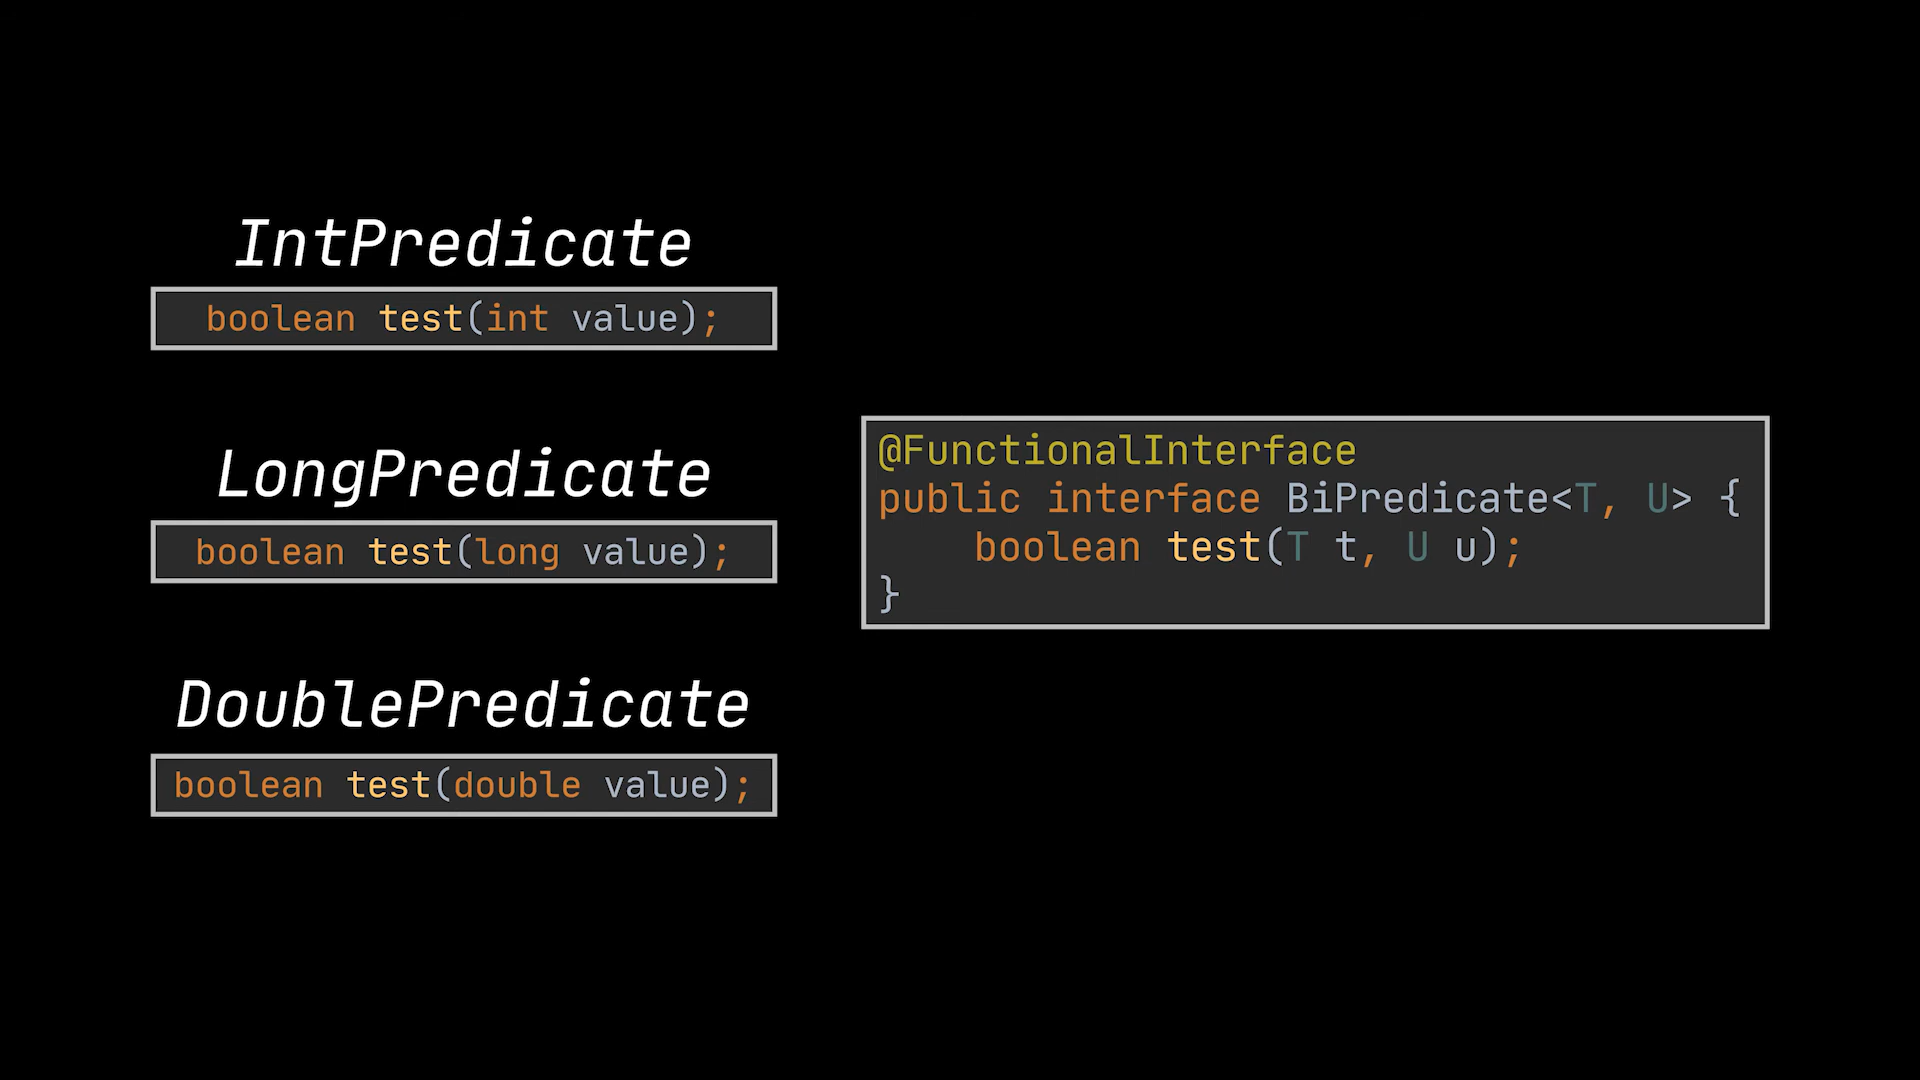 IntPredicate
boolean test(int value);
LongPredicate
boolean test(long value);
DoublePredicate
boolean test(double value);
@FunctionalInterface
public interface BiPredicate<T, U> {
    boolean test(T t, U u);
}